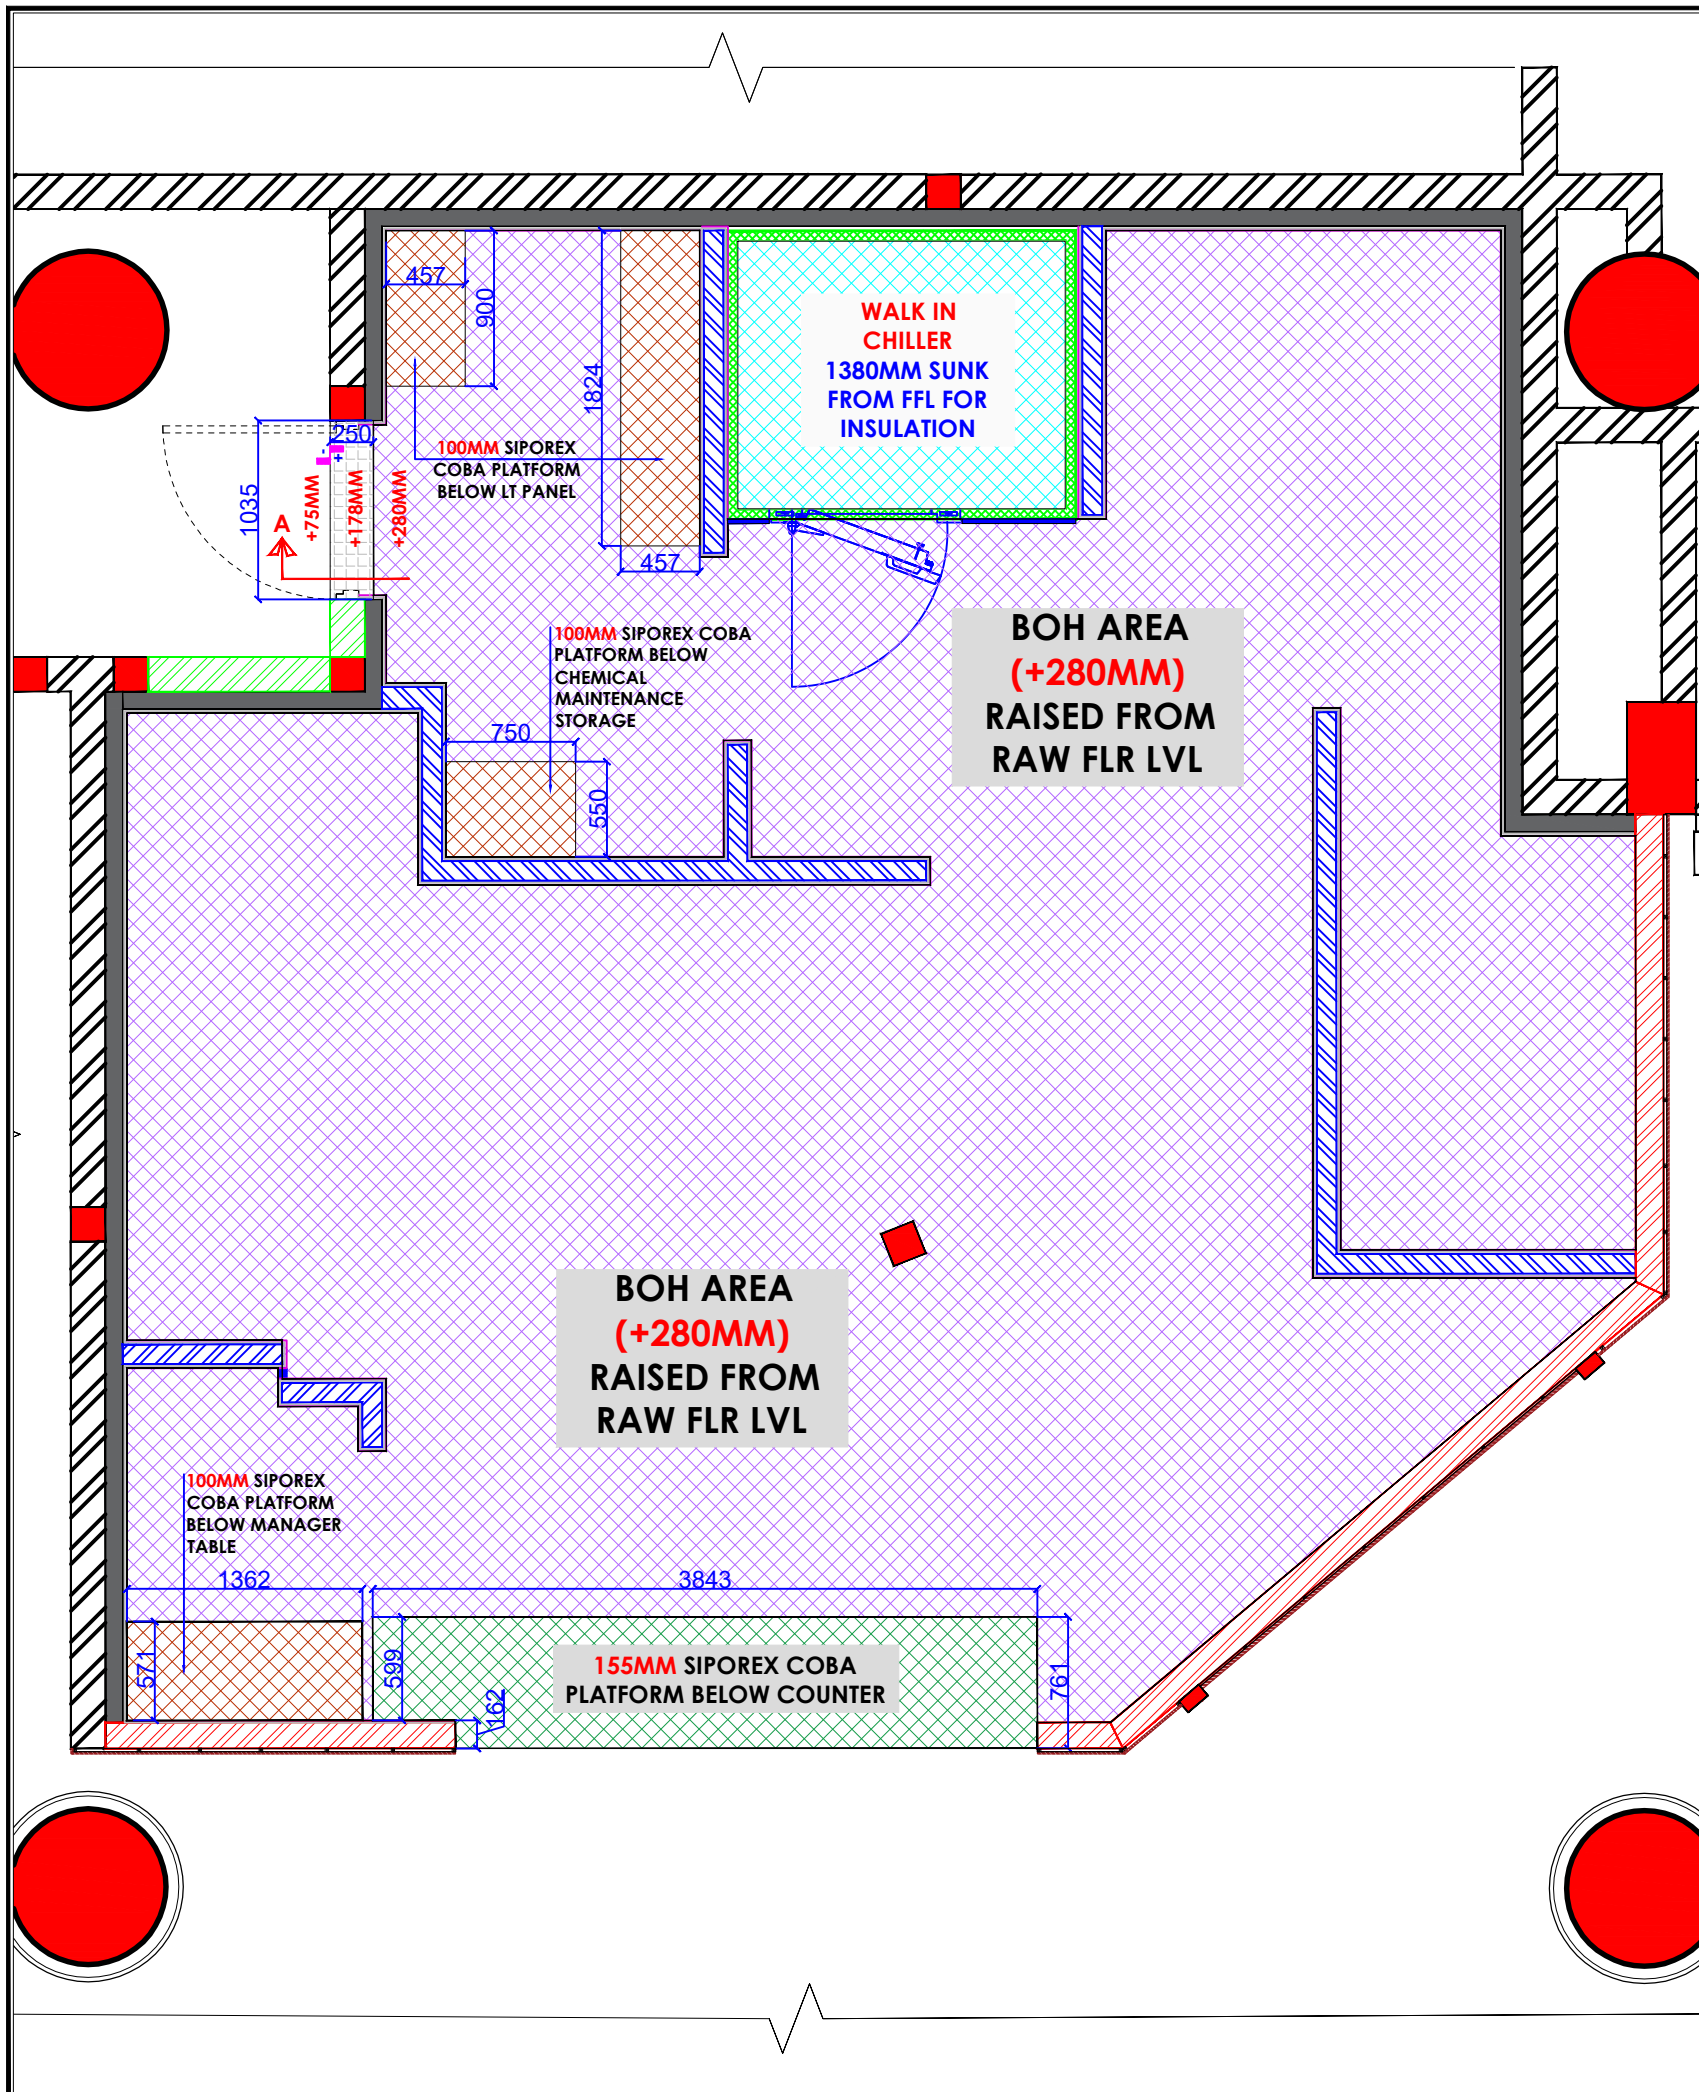 457
900
1824
WALK IN
CHILLER
1380MM SUNK
FROM FFL FOR
INSULATION
250
-
+
1035
A
+75MM
+178MM
+280MM
100MM SIPOREX
COBA PLATFORM
BELOW LT PANEL
457
100MM SIPOREX COBA
PLATFORM BELOW
CHEMICAL
MAINTENANCE
STORAGE
750
550
BOH AREA
(+280MM)
RAISED FROM
RAW FLR LVL
BOH AREA
(+280MM)
RAISED FROM
RAW FLR LVL
100MM SIPOREX
COBA PLATFORM
BELOW MANAGER
TABLE
1362
3843
571
599
162
155MM SIPOREX COBA
PLATFORM BELOW COUNTER
761